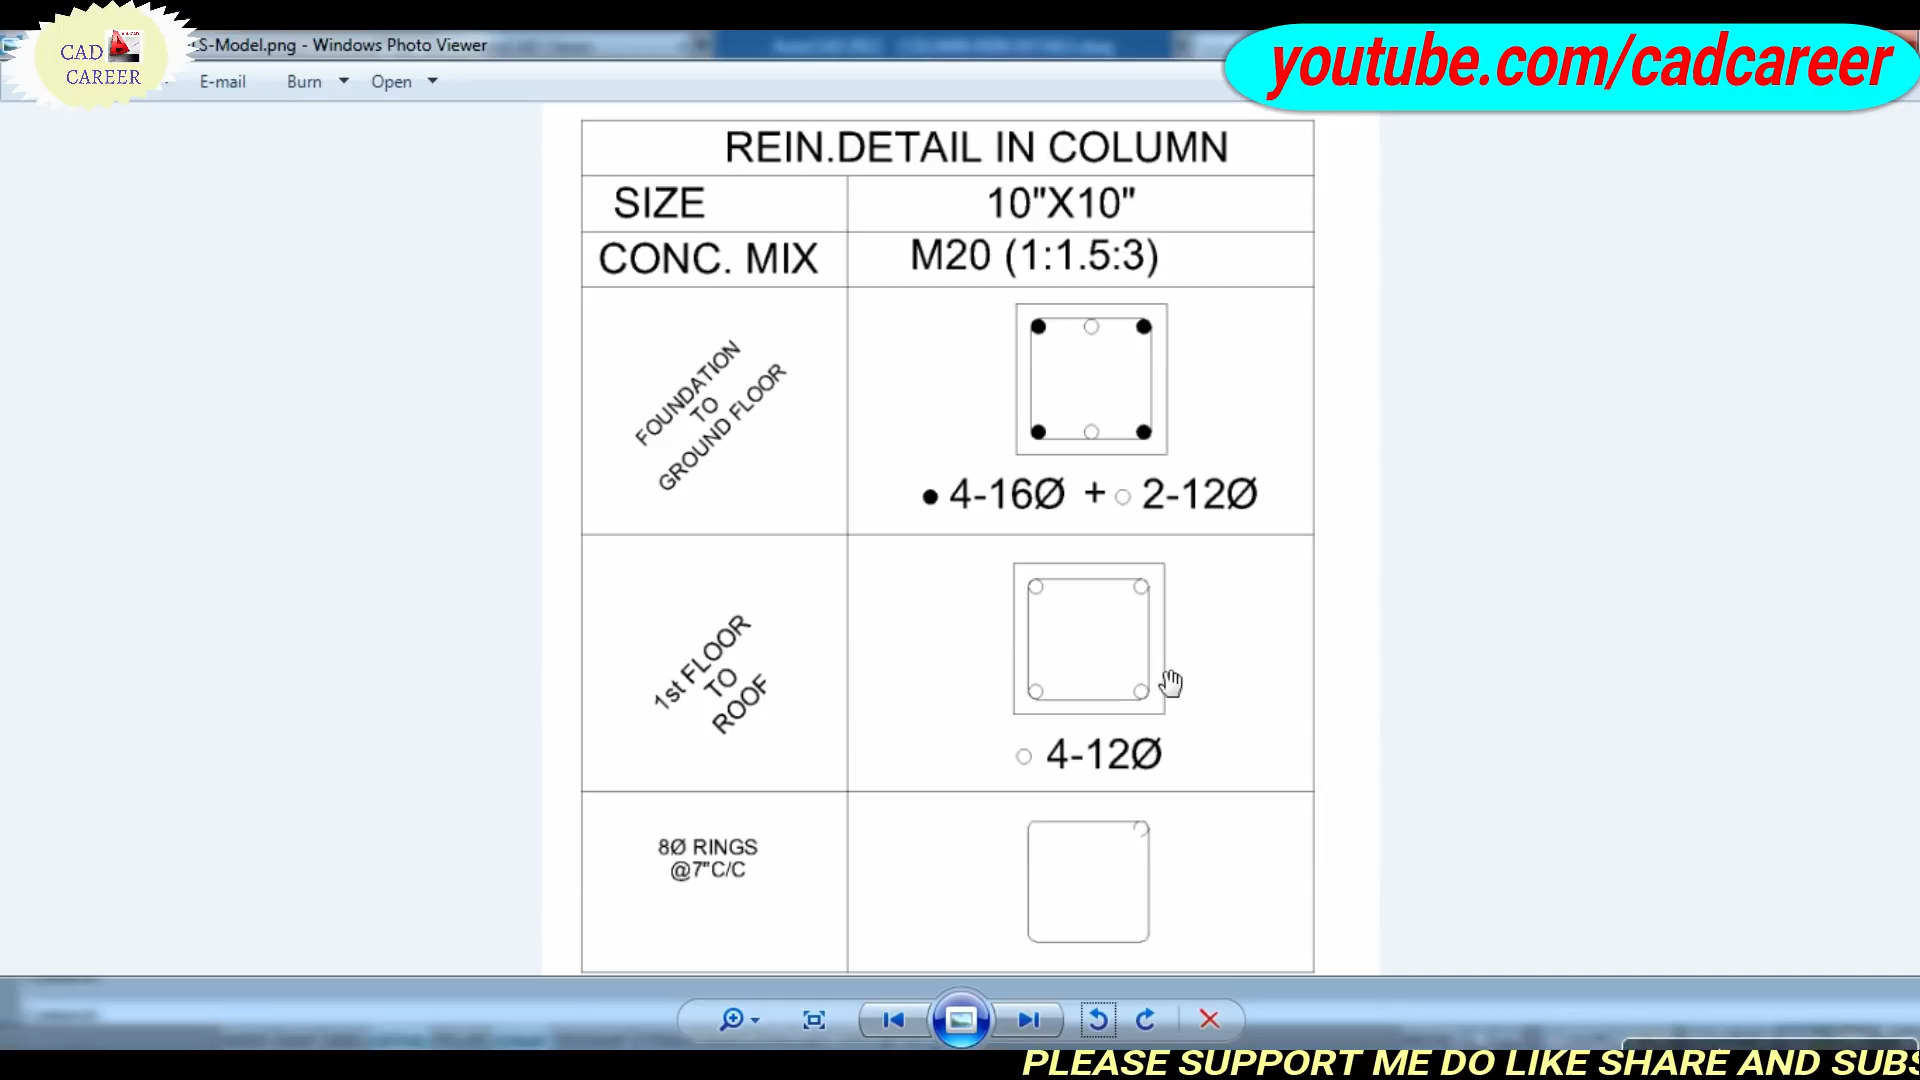 CAD
CAREER
S-Model.png - Windows Photo Viewer
youtube.com/cadcareer
E-mail
Burn
Open
REIN.DETAIL IN COLUMN
SIZE
10"X10"
CONC. MIX
M20 (1:1.5:3)
FOUNDATION
TO
GROUND FLOOR
4-16Ø + 2-12Ø
1st FLOOR
TO
ROOF
4-12Ø
8Ø RINGS
@7"C/C
PLEASE SUPPORT ME DO LIKE SHARE AND SUBS